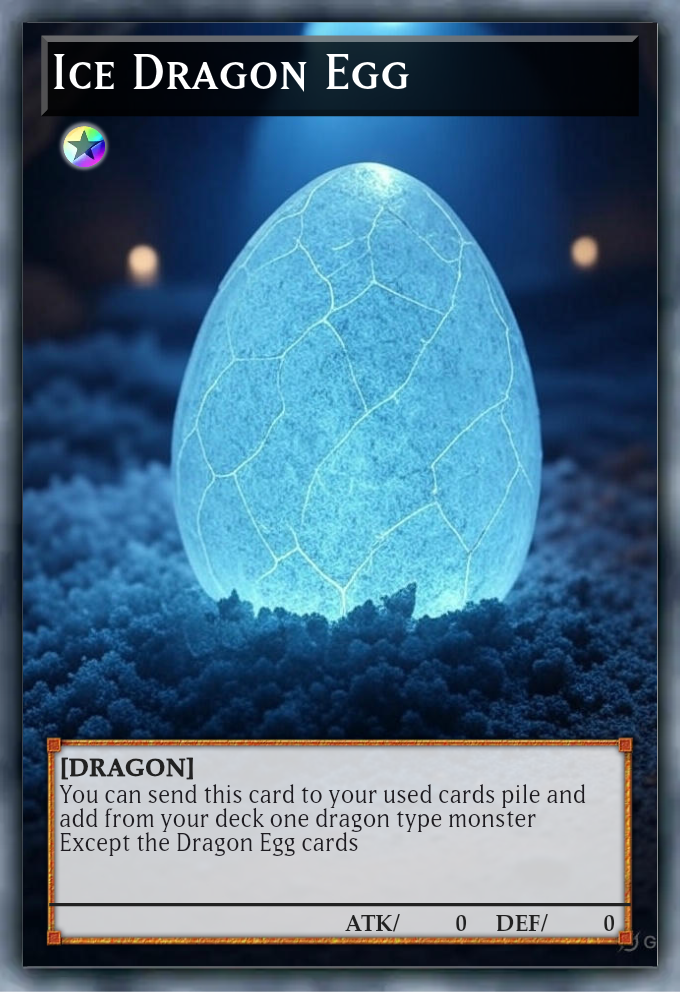 Ice Dragon Egg
[DRAGON]
You can send this card to your used cards pile and
add from your deck one dragon type monster
Except the Dragon Egg cards
ATK/ 0 DEF/ 0
G